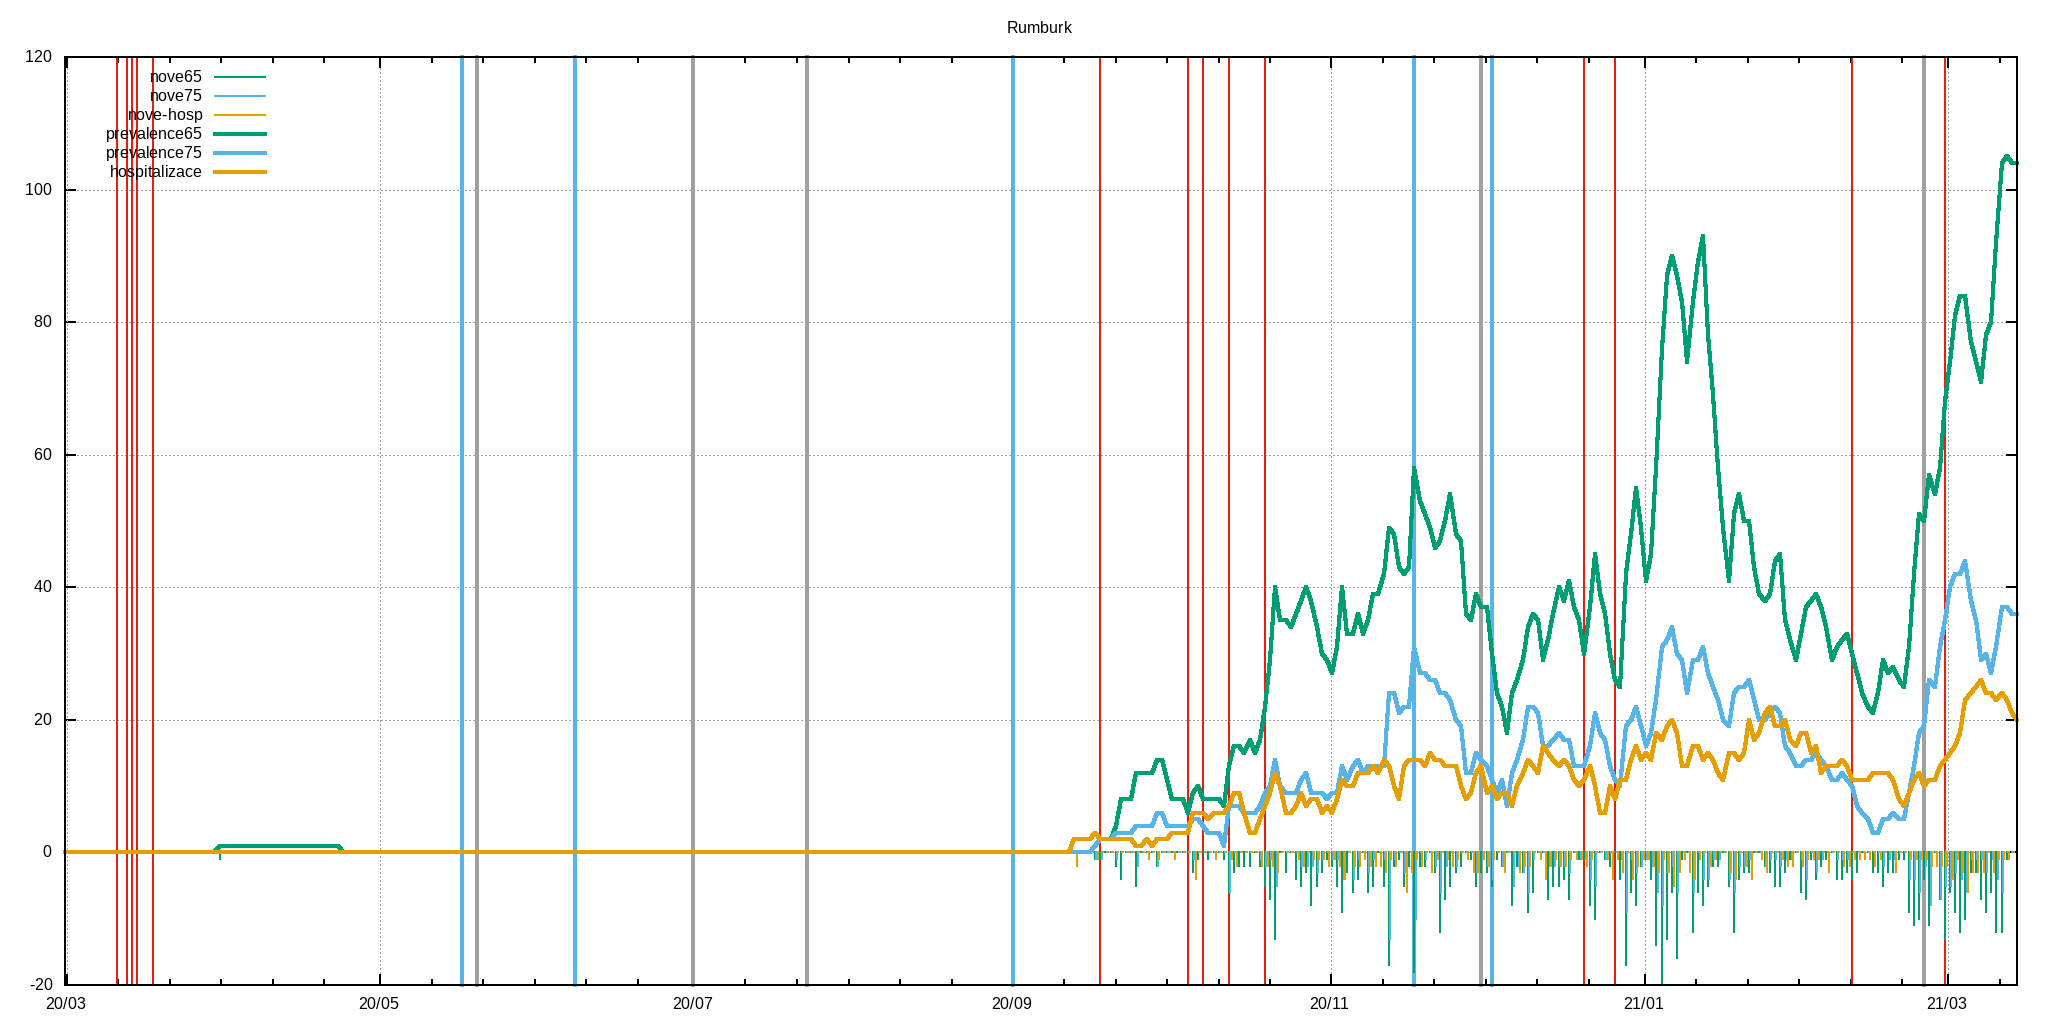 Rumburk
120
100
80
60
40
20
0
-20
nove65
nove75
nove-hosp
prevalence65
prevalence75
hospitalizace
20/03 20/05 20/07 20/09 20/11 21/01 21/03